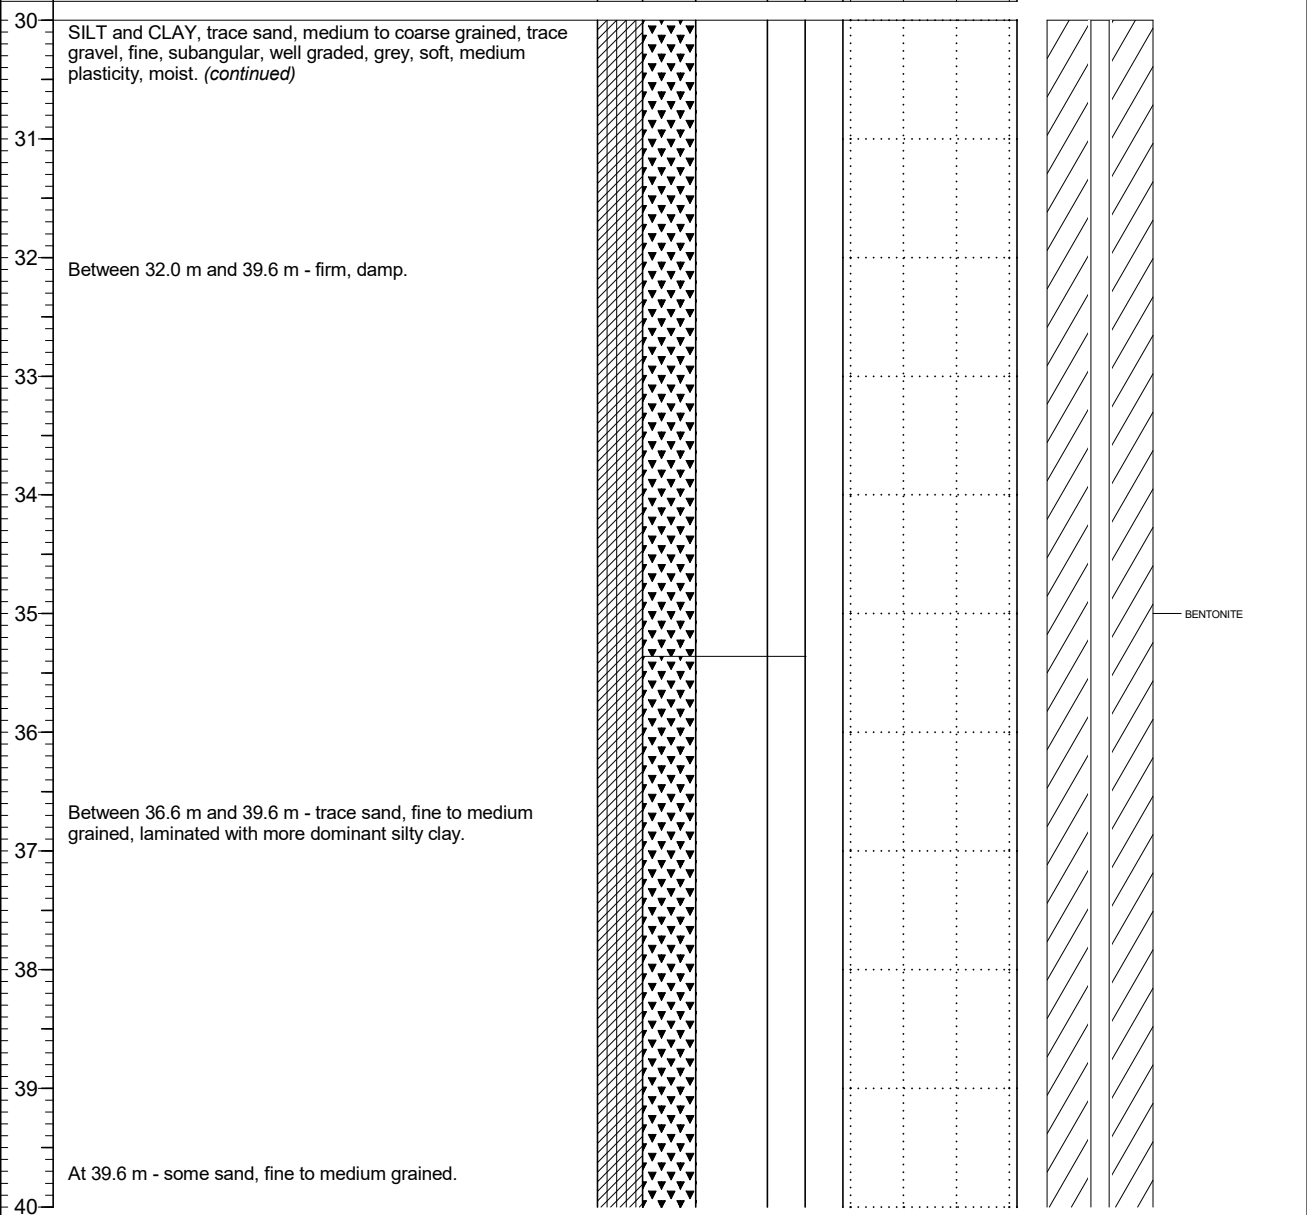 30
SILT and CLAY, trace sand, medium to coarse grained, trace
gravel, fine, subangular, well graded, grey, soft, medium
plasticity, moist. (continued)
31
32
Between 32.0 m and 39.6 m - firm, damp.
33
34
35
BENTONITE
36
Between 36.6 m and 39.6 m - trace sand, fine to medium
grained, laminated with more dominant silty clay.
37
38
39
At 39.6 m - some sand, fine to medium grained.
40